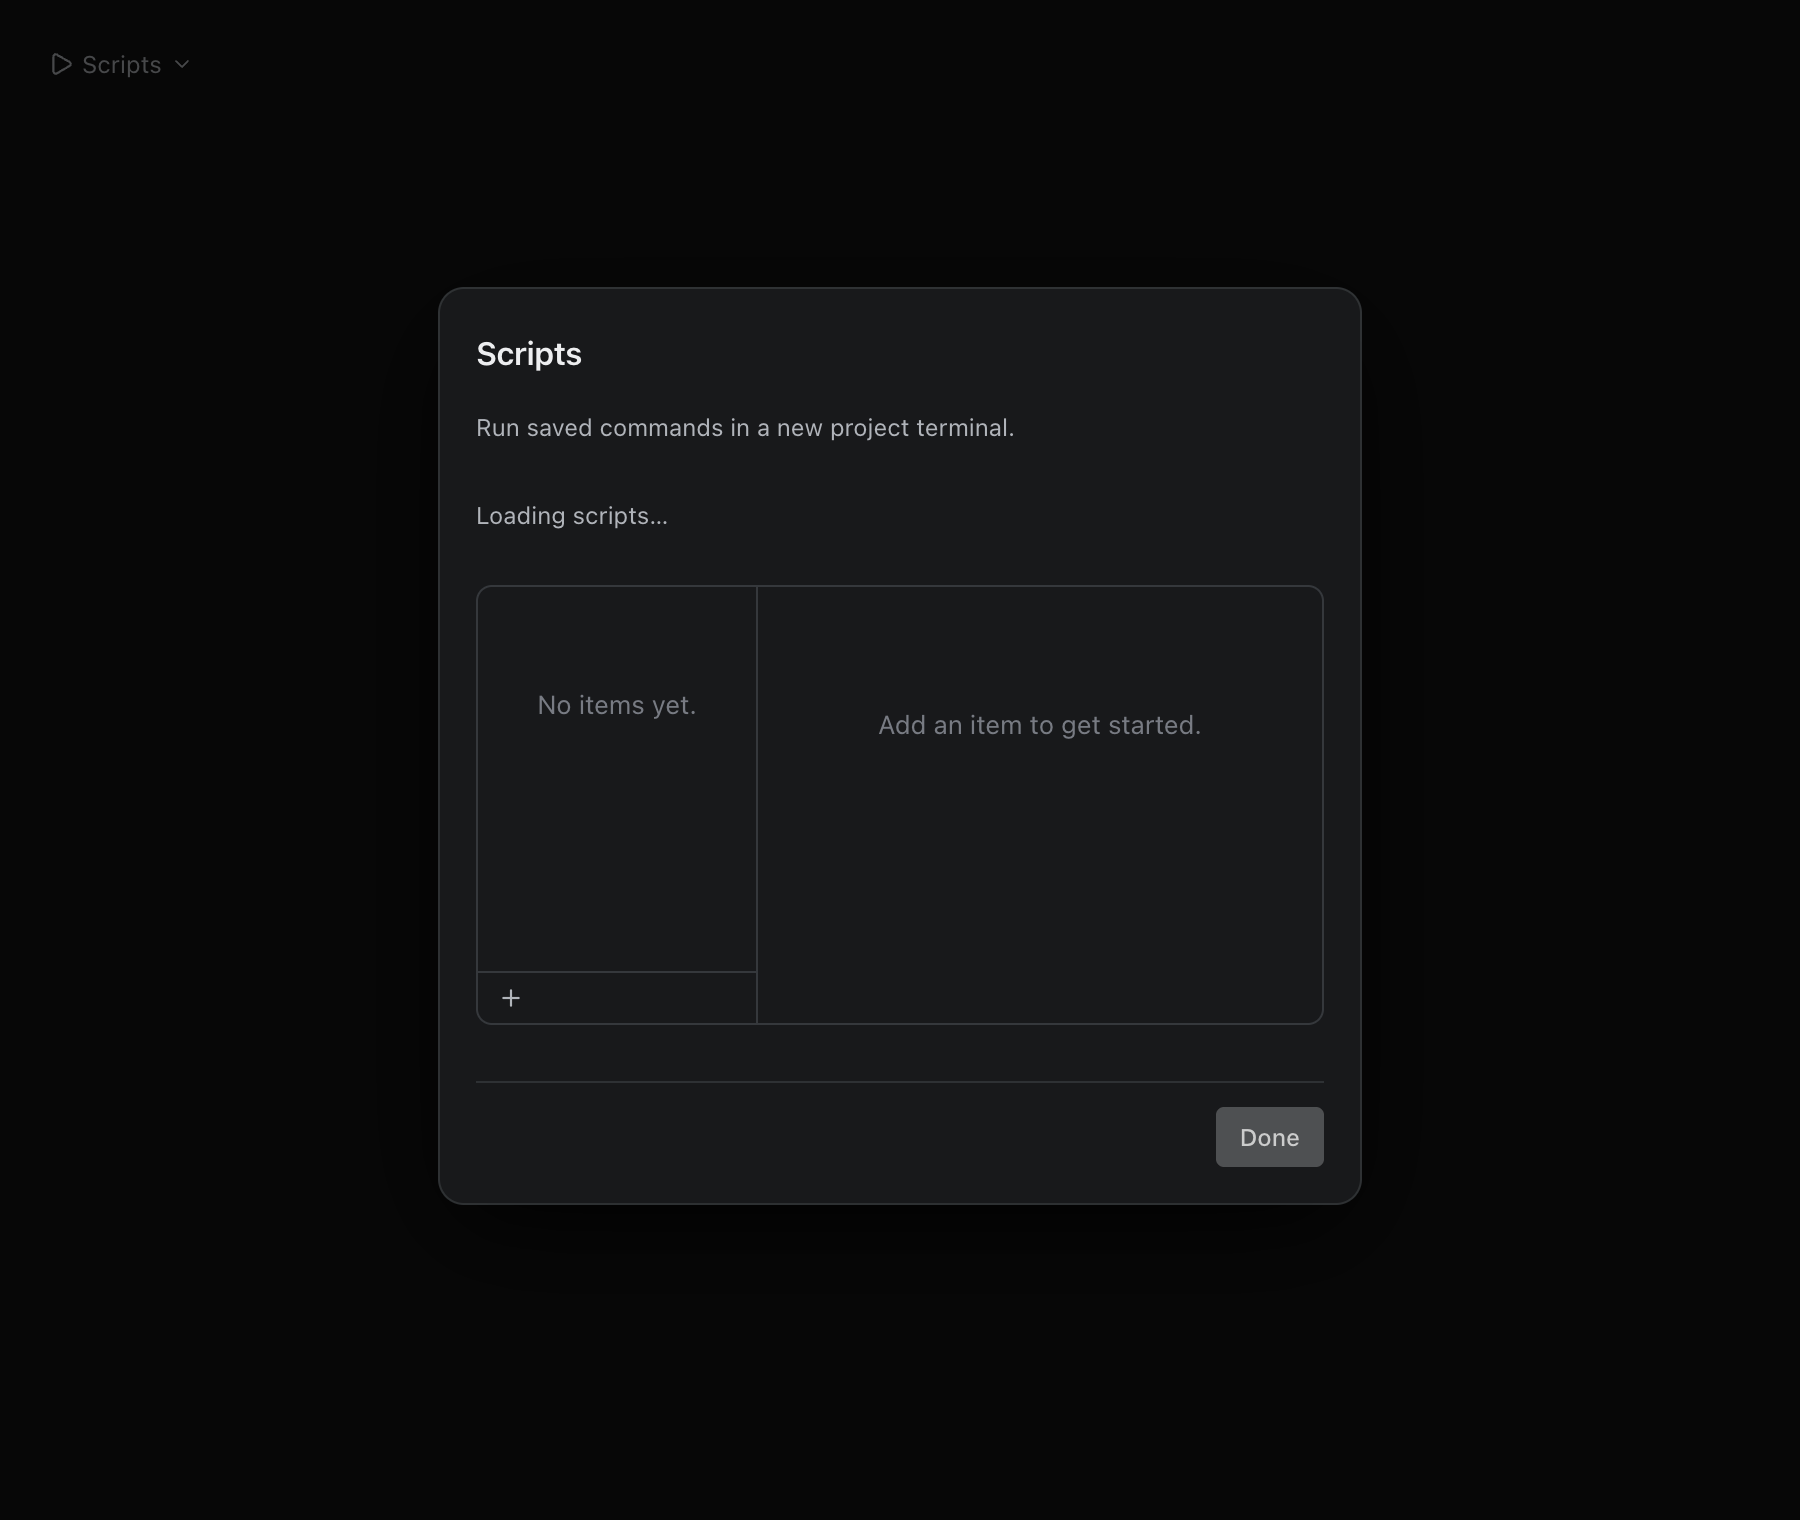 Scripts
Scripts
Run saved commands in a new project terminal.
Loading scripts...
No items yet.
Add an item to get started.
Done